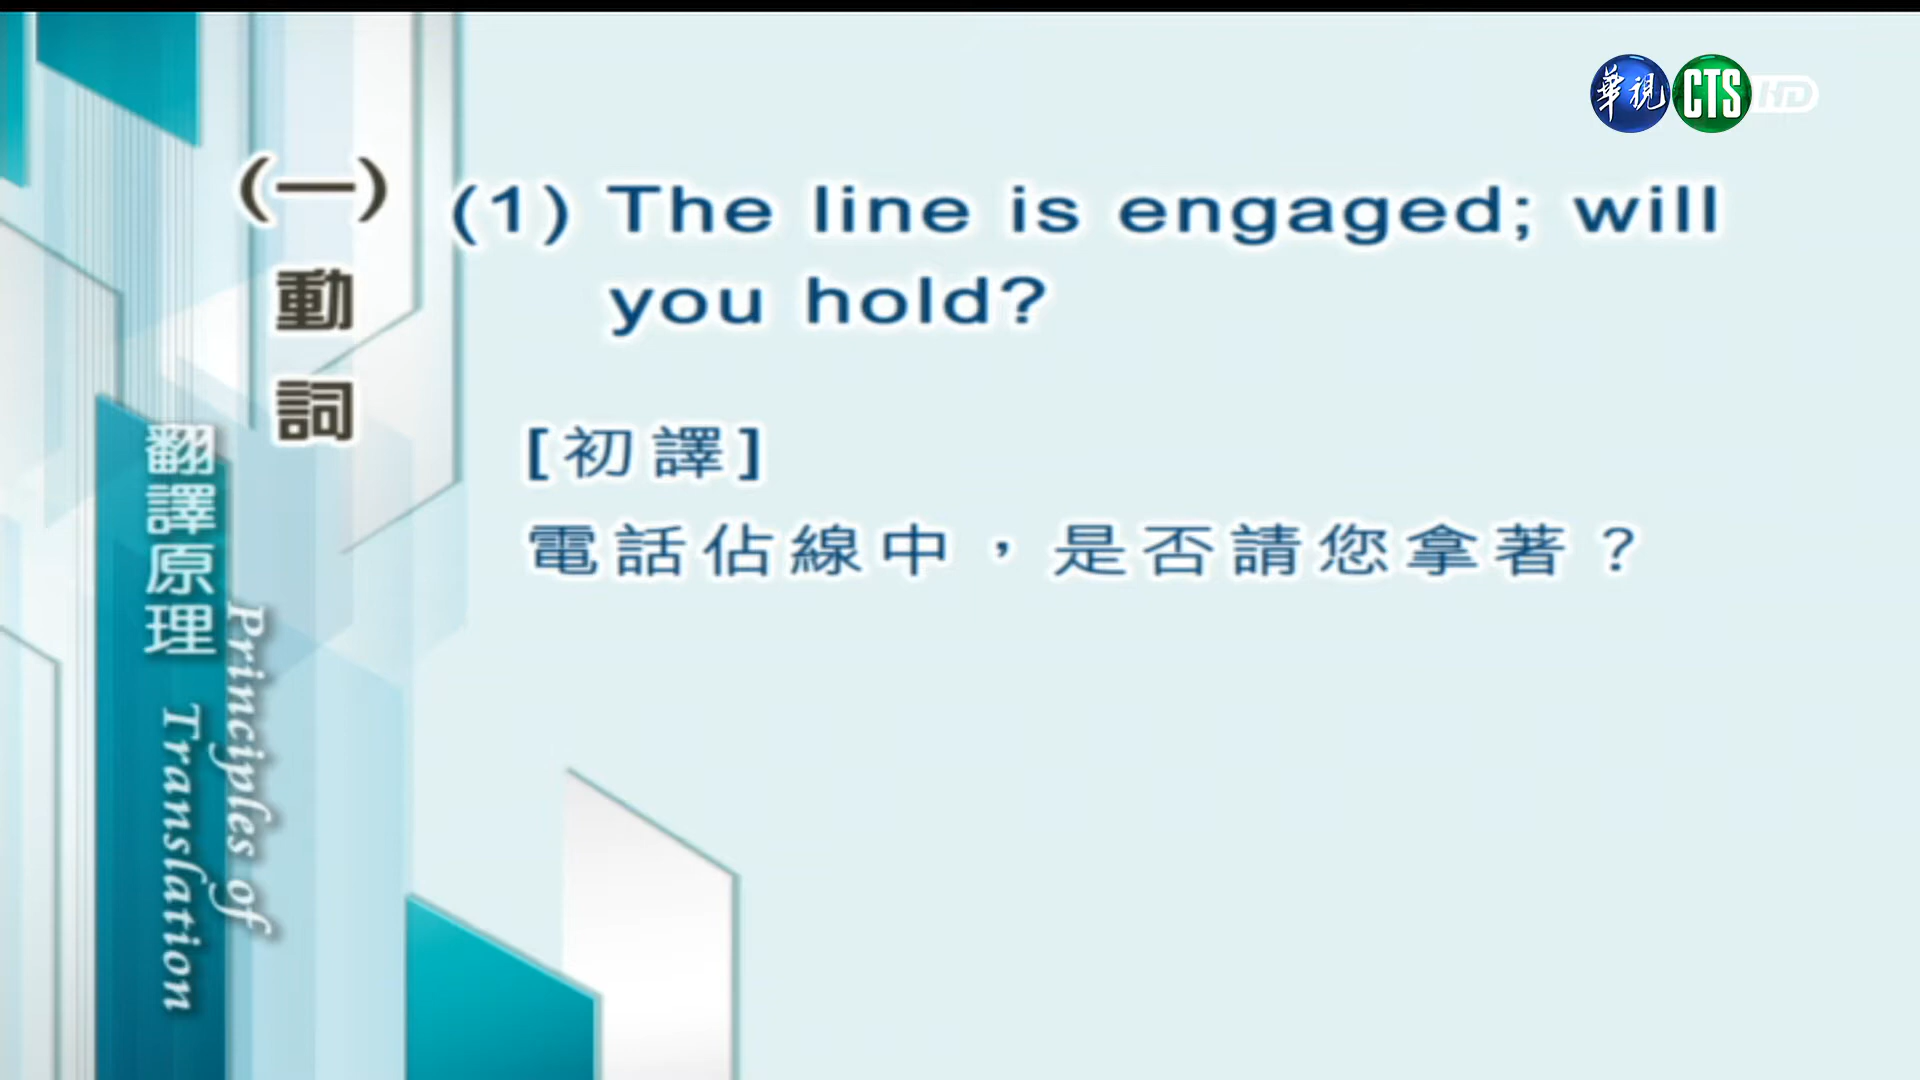 華視 CTS HD
(一)動詞
(1) The line is engaged; will
you hold?
[初譯]
電話佔線中，是否請您拿著？
翻譯原理
Principles of
Translation